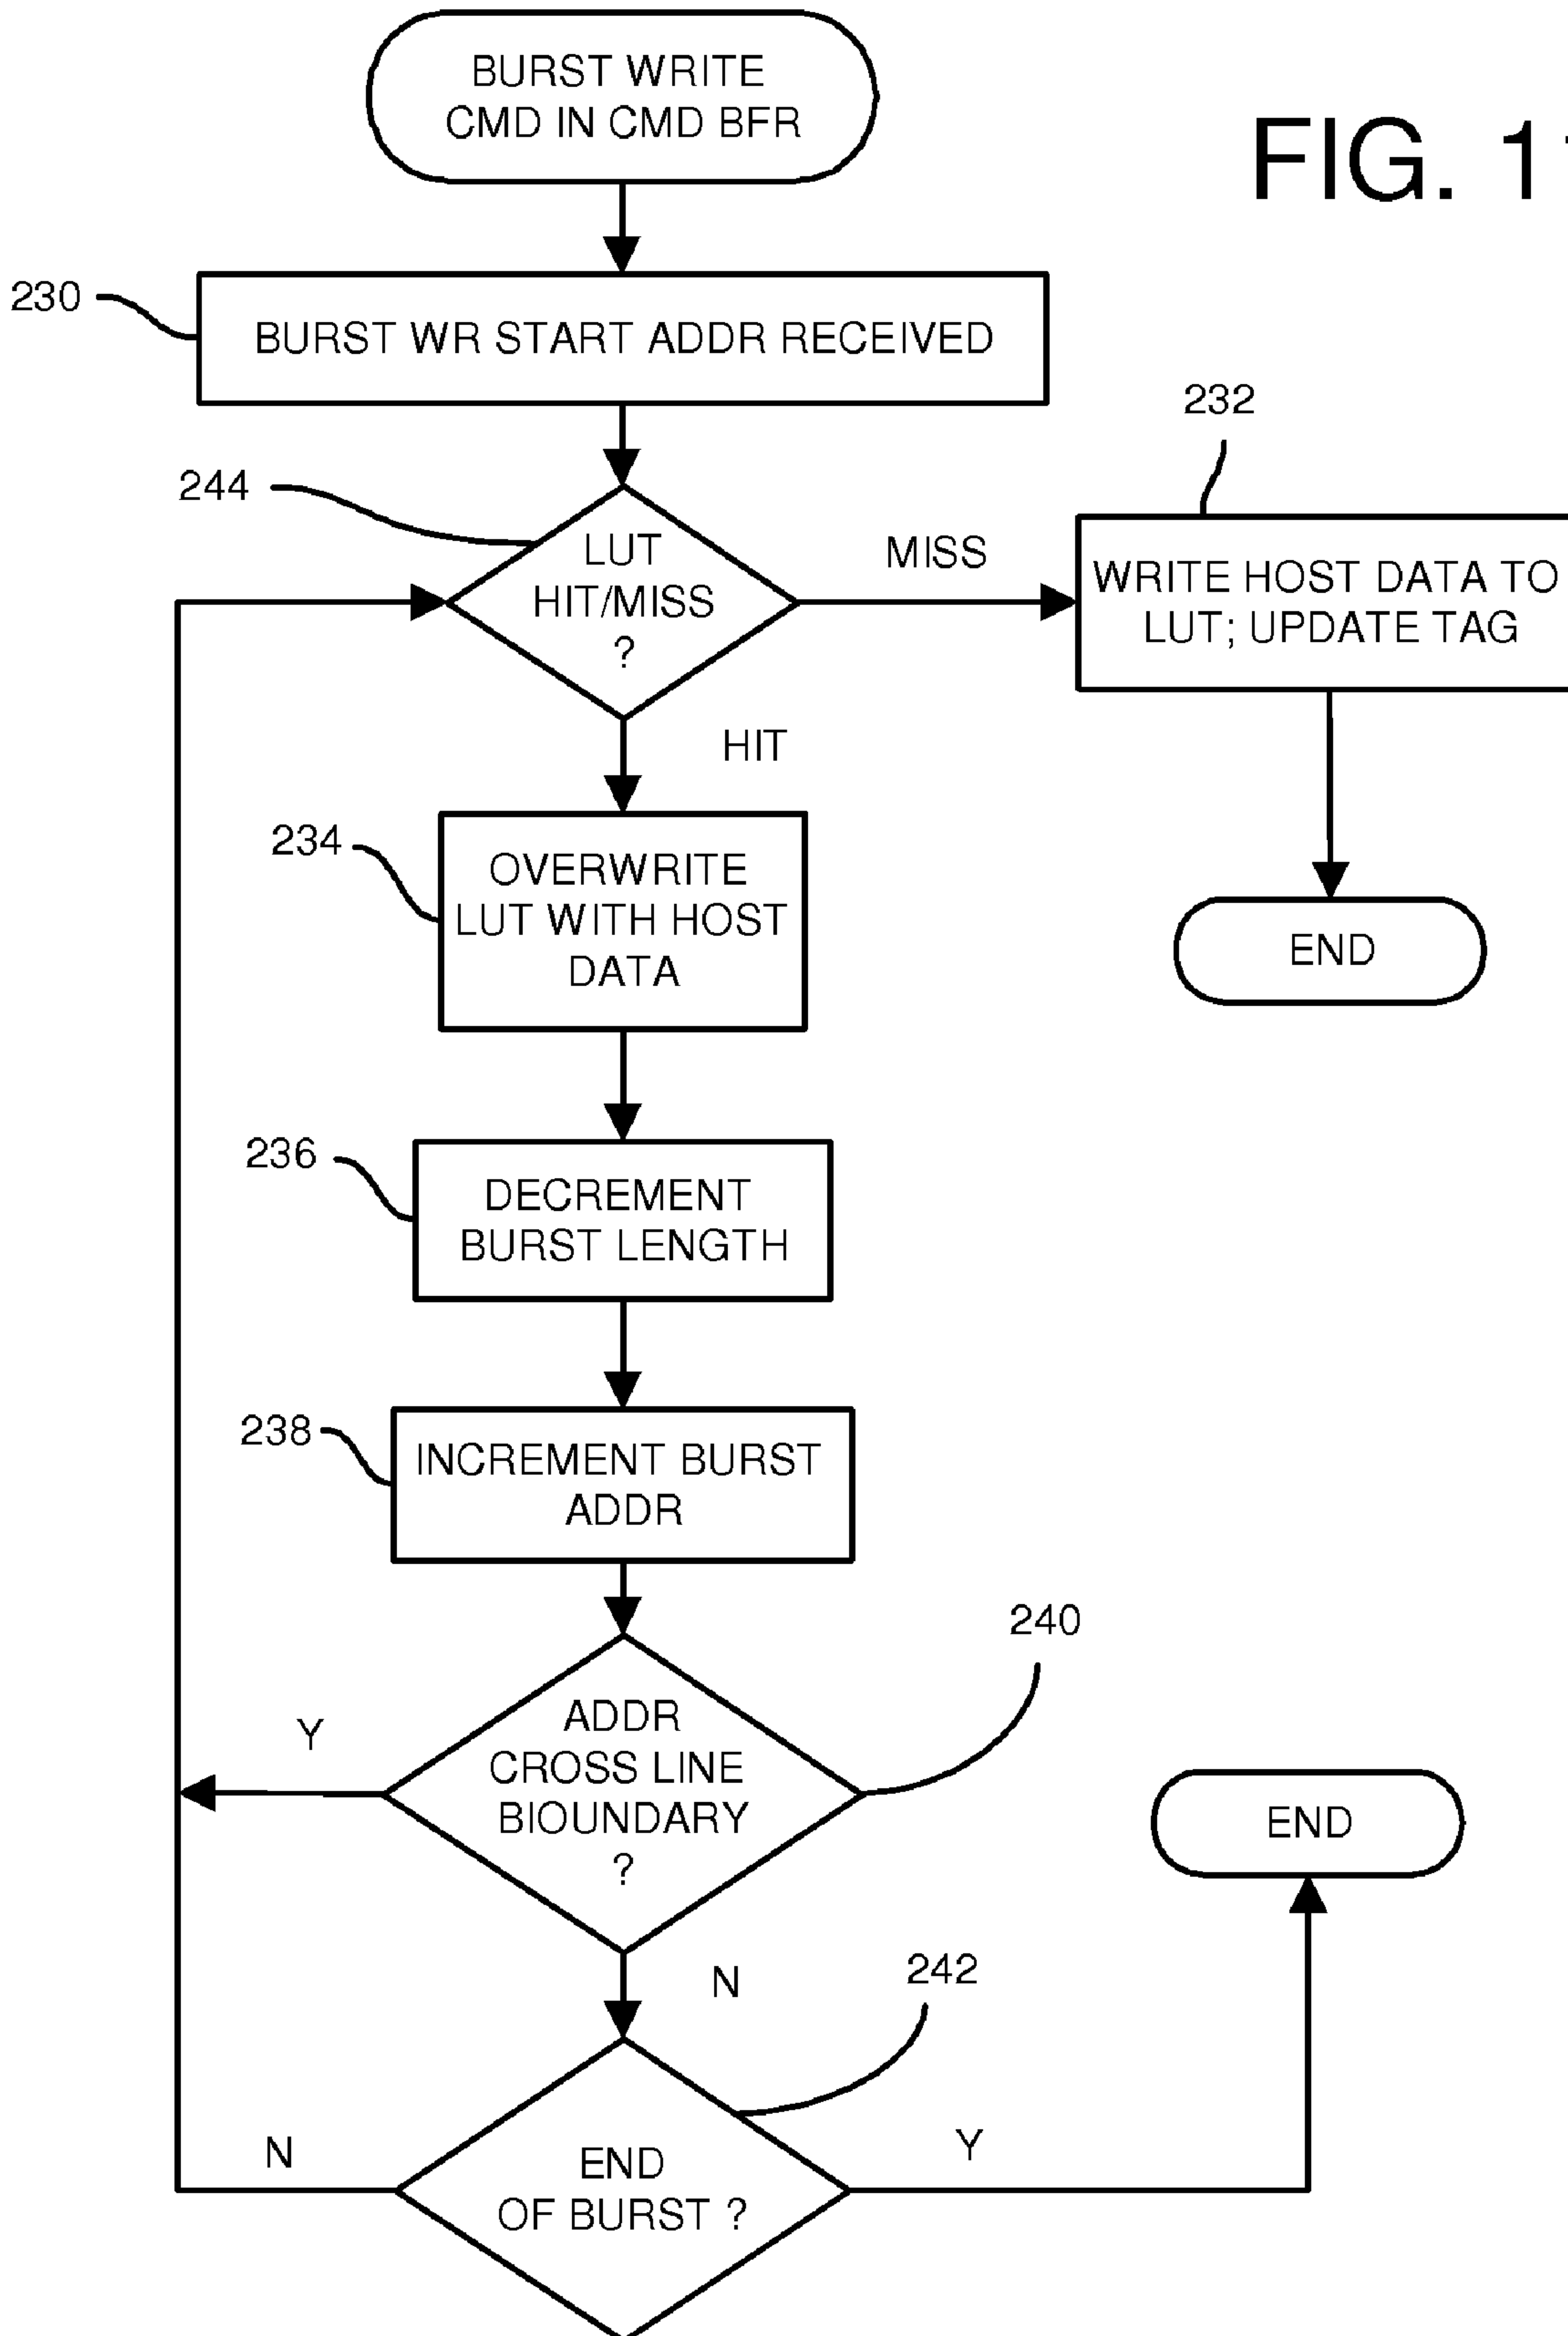 BURST WRITE
CMD IN CMD BFR
FIG. 11
230
BURST WR START ADDR RECEIVED
232
244
LUT
HIT/MISS
?
MISS
WRITE HOST DATA TO
LUT; UPDATE TAG
HIT
234
OVERWRITE
LUT WITH HOST
DATA
END
236
DECREMENT
BURST LENGTH
238
INCREMENT BURST
ADDR
240
Y
ADDR
CROSS LINE
BIOUNDARY
?
END
N
242
N
END
OF BURST ?
Y